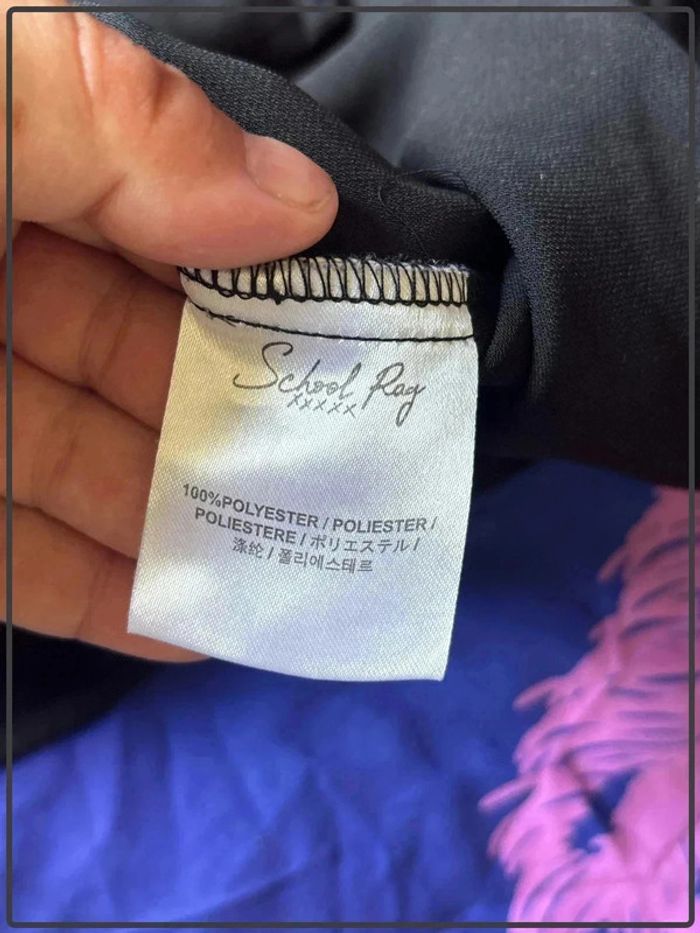 School Rag
xxxxx
100%POLYESTER / POLIESTER /
POLIESTERE / ポリエステル /
涤纶 / 폴리에스테르